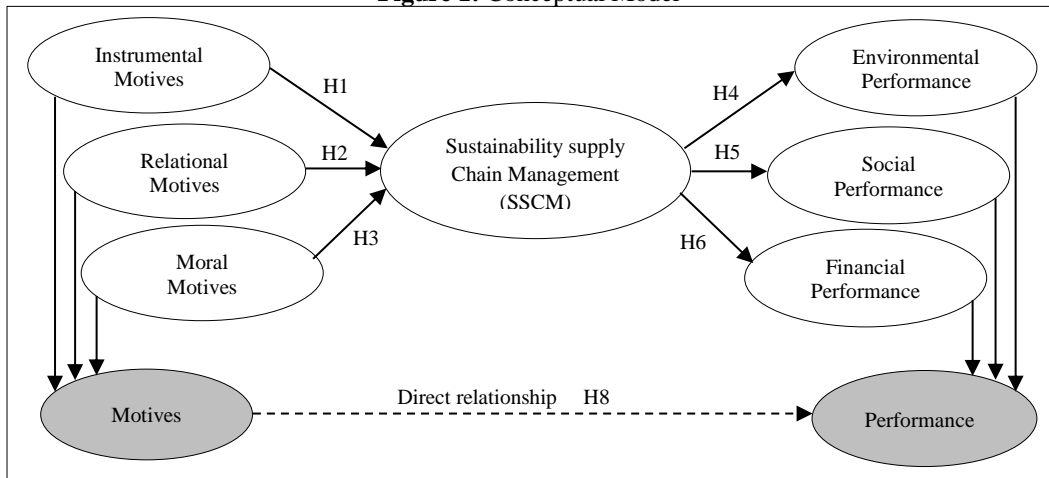 Figure 2: Conceptual Model
Instrumental
Motives
H1
Relational
Motives
H2
Moral
Motives
H3
Sustainability supply
Chain Management
(SSCM)
H4
Environmental
Performance
H5
Social
Performance
H6
Financial
Performance
Motives
Direct relationship H8
Performance